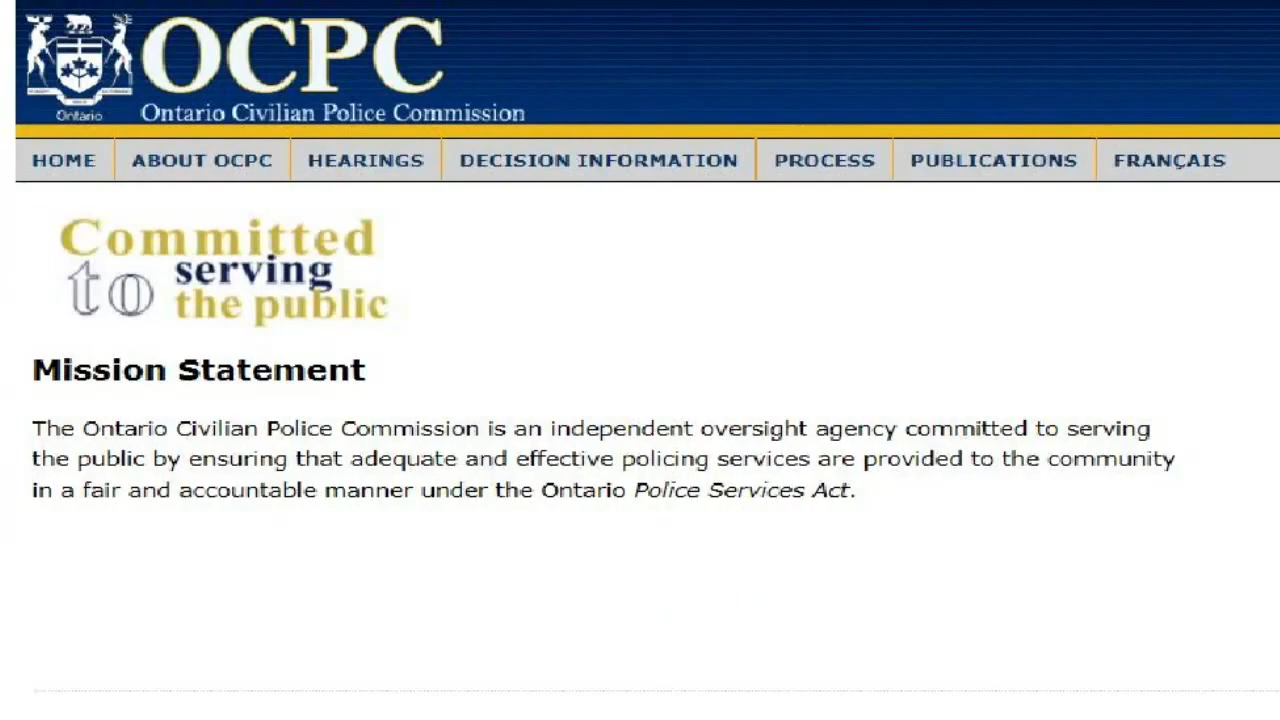 OCPC
Ontario
Ontario Civilian Police Commission
HOME ABOUT OCPC HEARINGS DECISION INFORMATION PROCESS PUBLICATIONS FRANÇAIS
Committed
to serving
the public
Mission Statement
The Ontario Civilian Police Commission is an independent oversight agency committed to serving
the public by ensuring that adequate and effective policing services are provided to the community
in a fair and accountable manner under the Ontario Police Services Act.